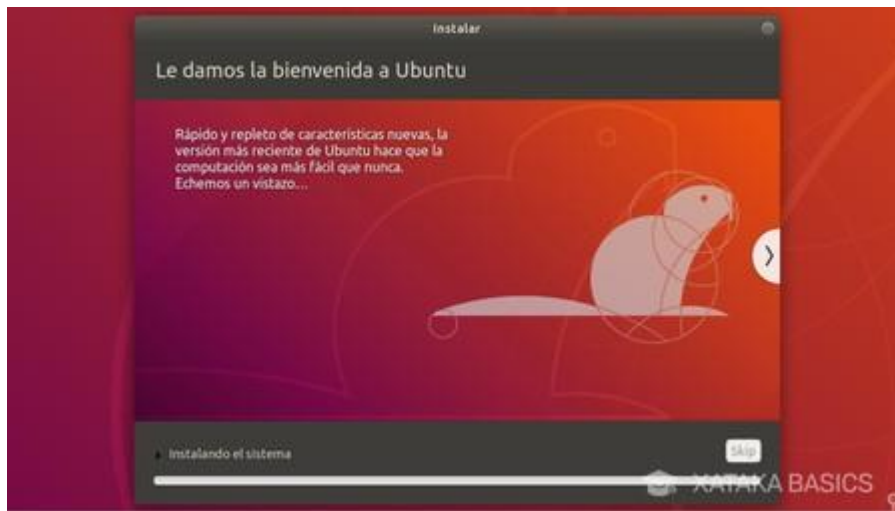 Instalar
Le damos la bienvenida a Ubuntu
Rápido y repleto de características nuevas, la
versión más reciente de Ubuntu hace que la
computación sea más fácil que nunca.
Echemos un vistazo...
Instalando el sistema
Skip
XATAKA BASICS